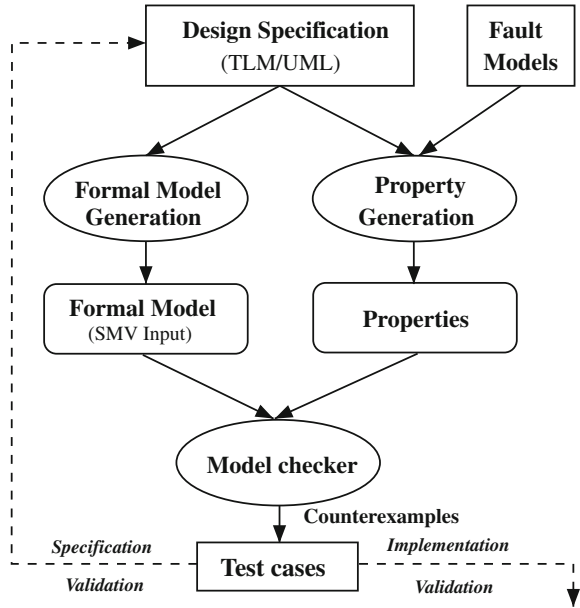 Design Specification
(TLM/UML)
Fault
Models
Formal Model
Generation
Property
Generation
Formal Model
(SMV Input)
Properties
Model checker
Counterexamples
Specification
Validation
Test cases
Implementation
Validation